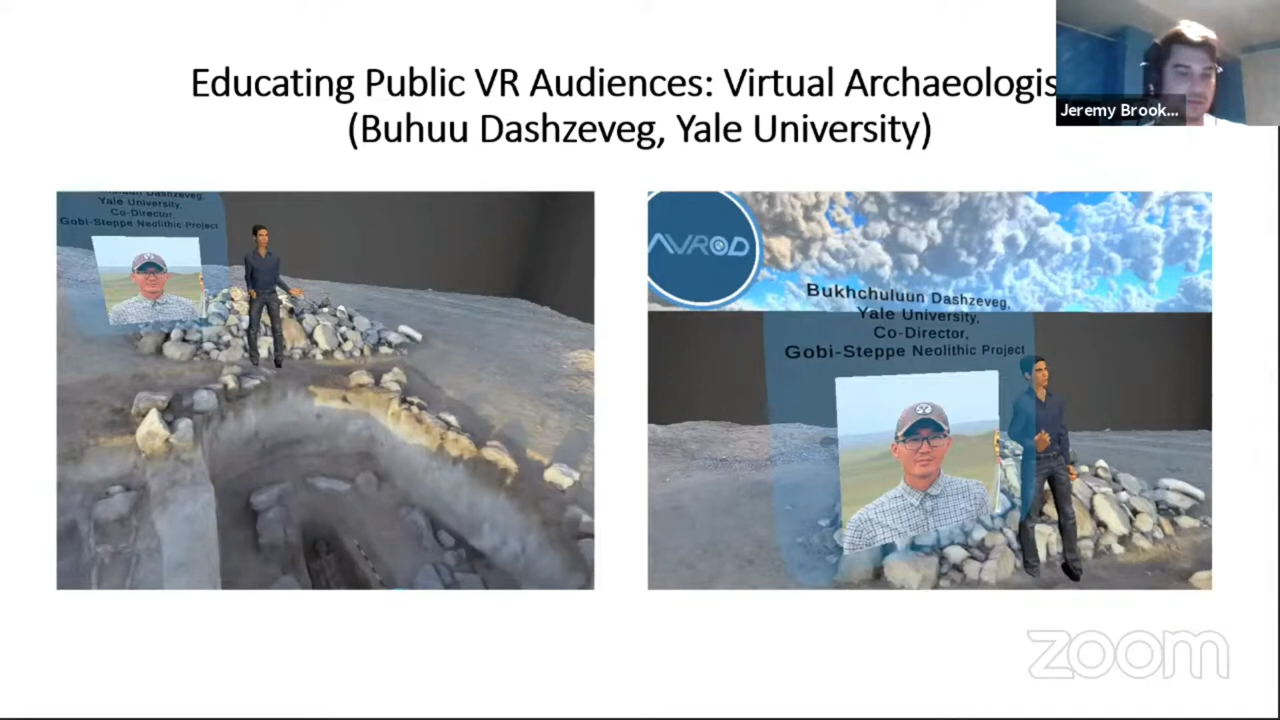 Educating Public VR Audiences: Virtual Archaeologis
(Buhuu Dashzeveg, Yale University)
Jeremy Brook...
Dashzeveg,
Yale University,
Co-Director,
Gobi-Steppe Neolithic Project
AVROD
Bukhchuluun Dashzeveg,
Yale University,
Co-Director,
Gobi-Steppe Neolithic Project
zoom